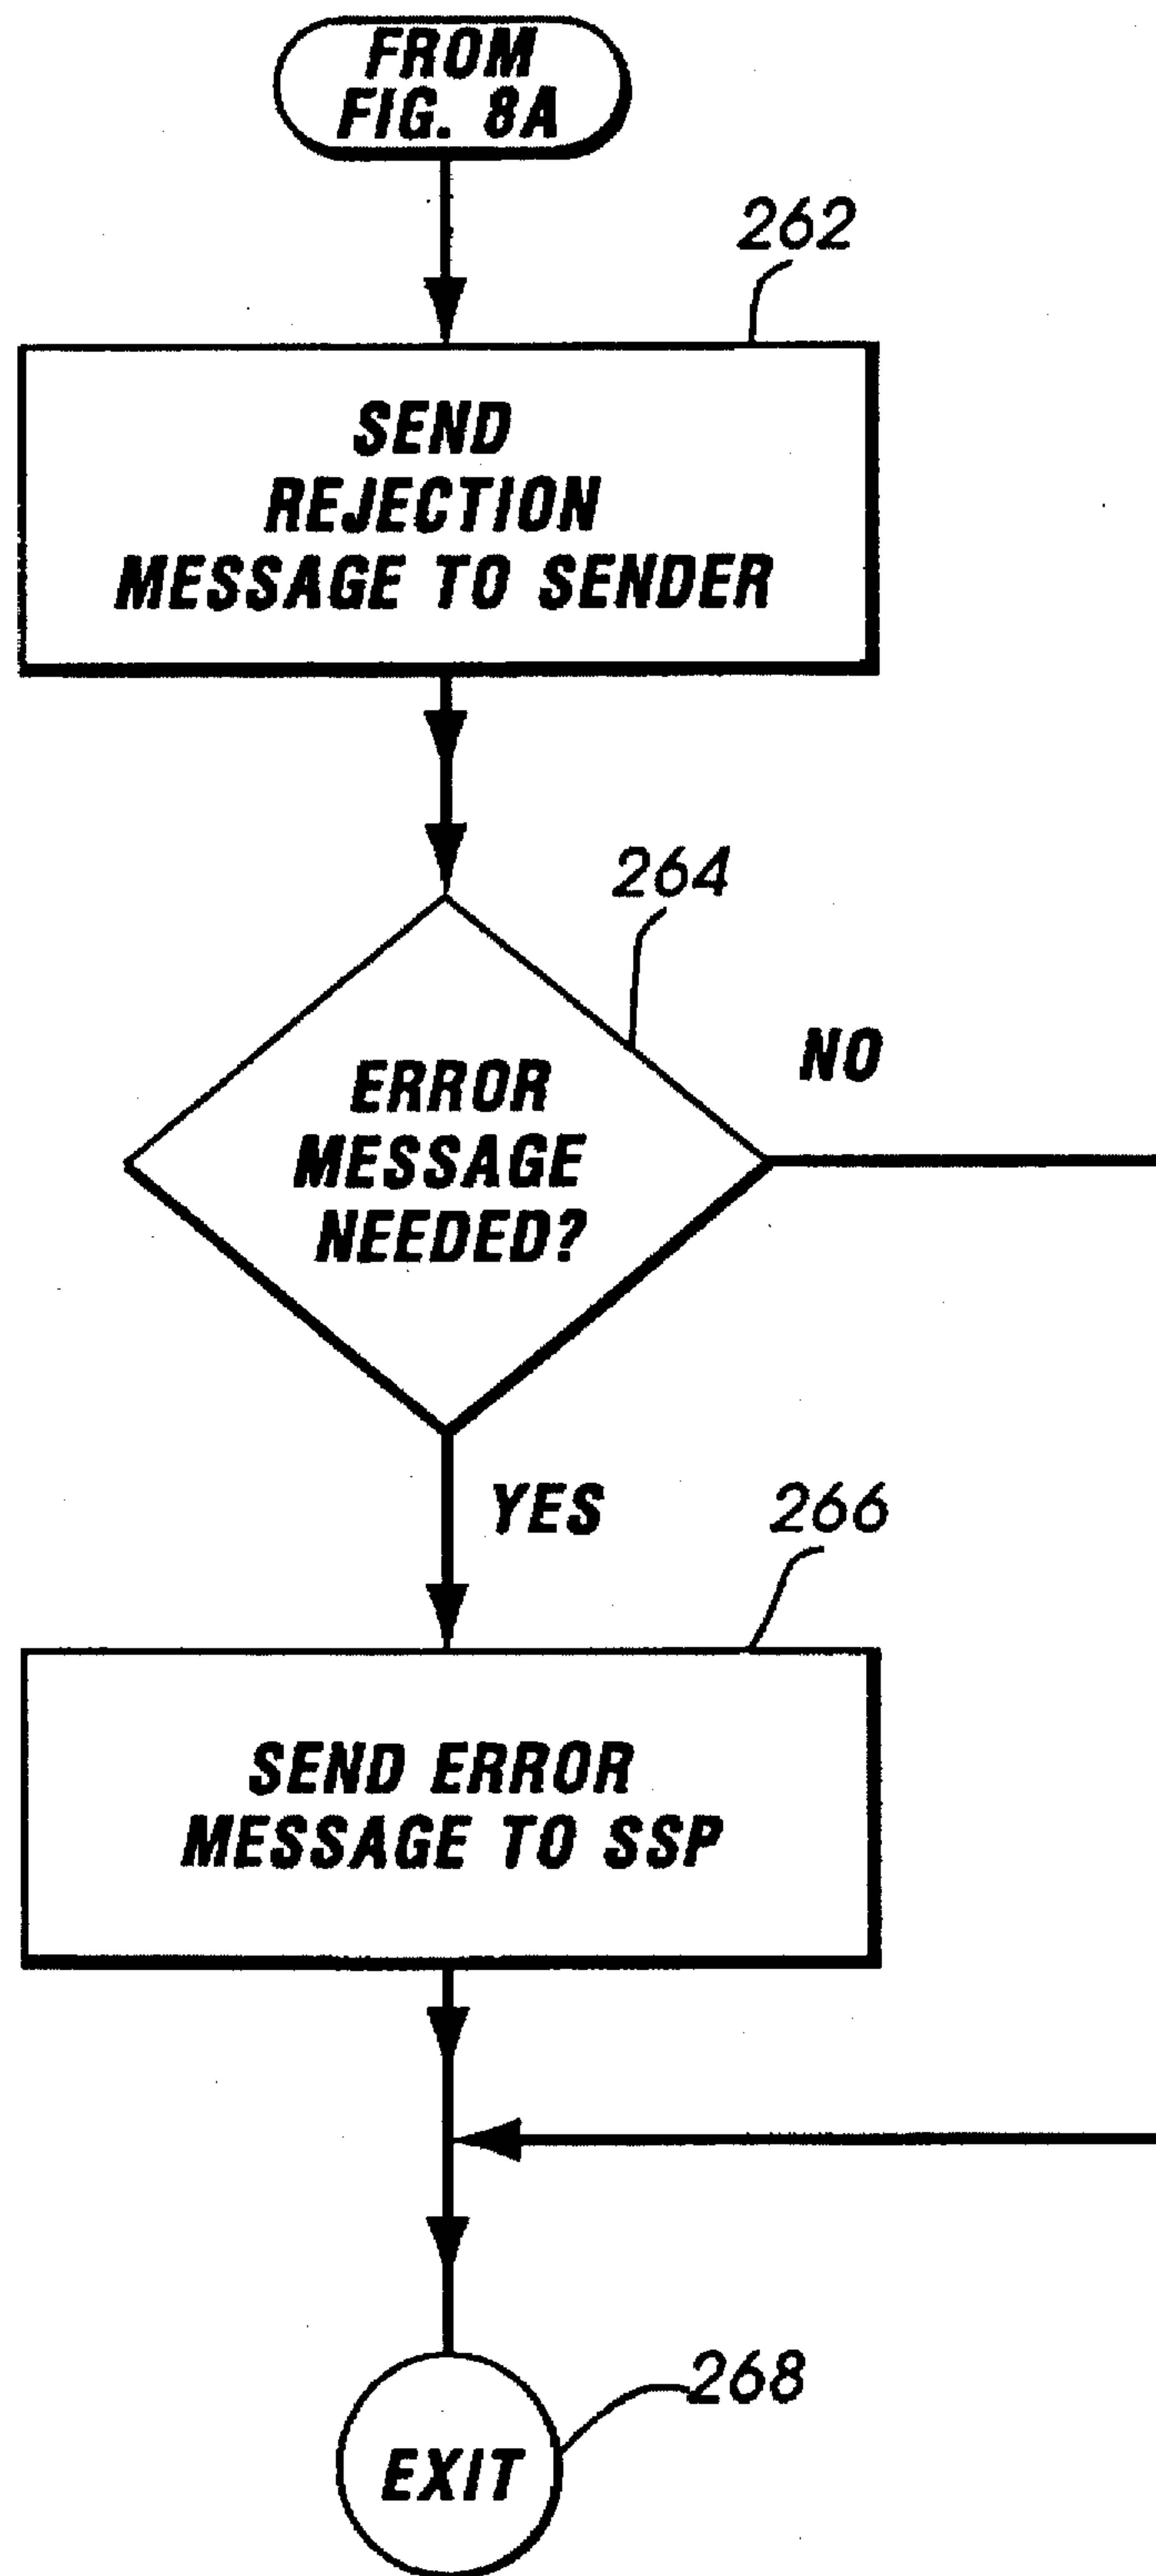 FROM
FIG. 8A
262
SEND
REJECTION
MESSAGE TO SENDER
264
NO
ERROR
MESSAGE
NEEDED?
YES
266
SEND ERROR
MESSAGE TO SSP
268
EXIT